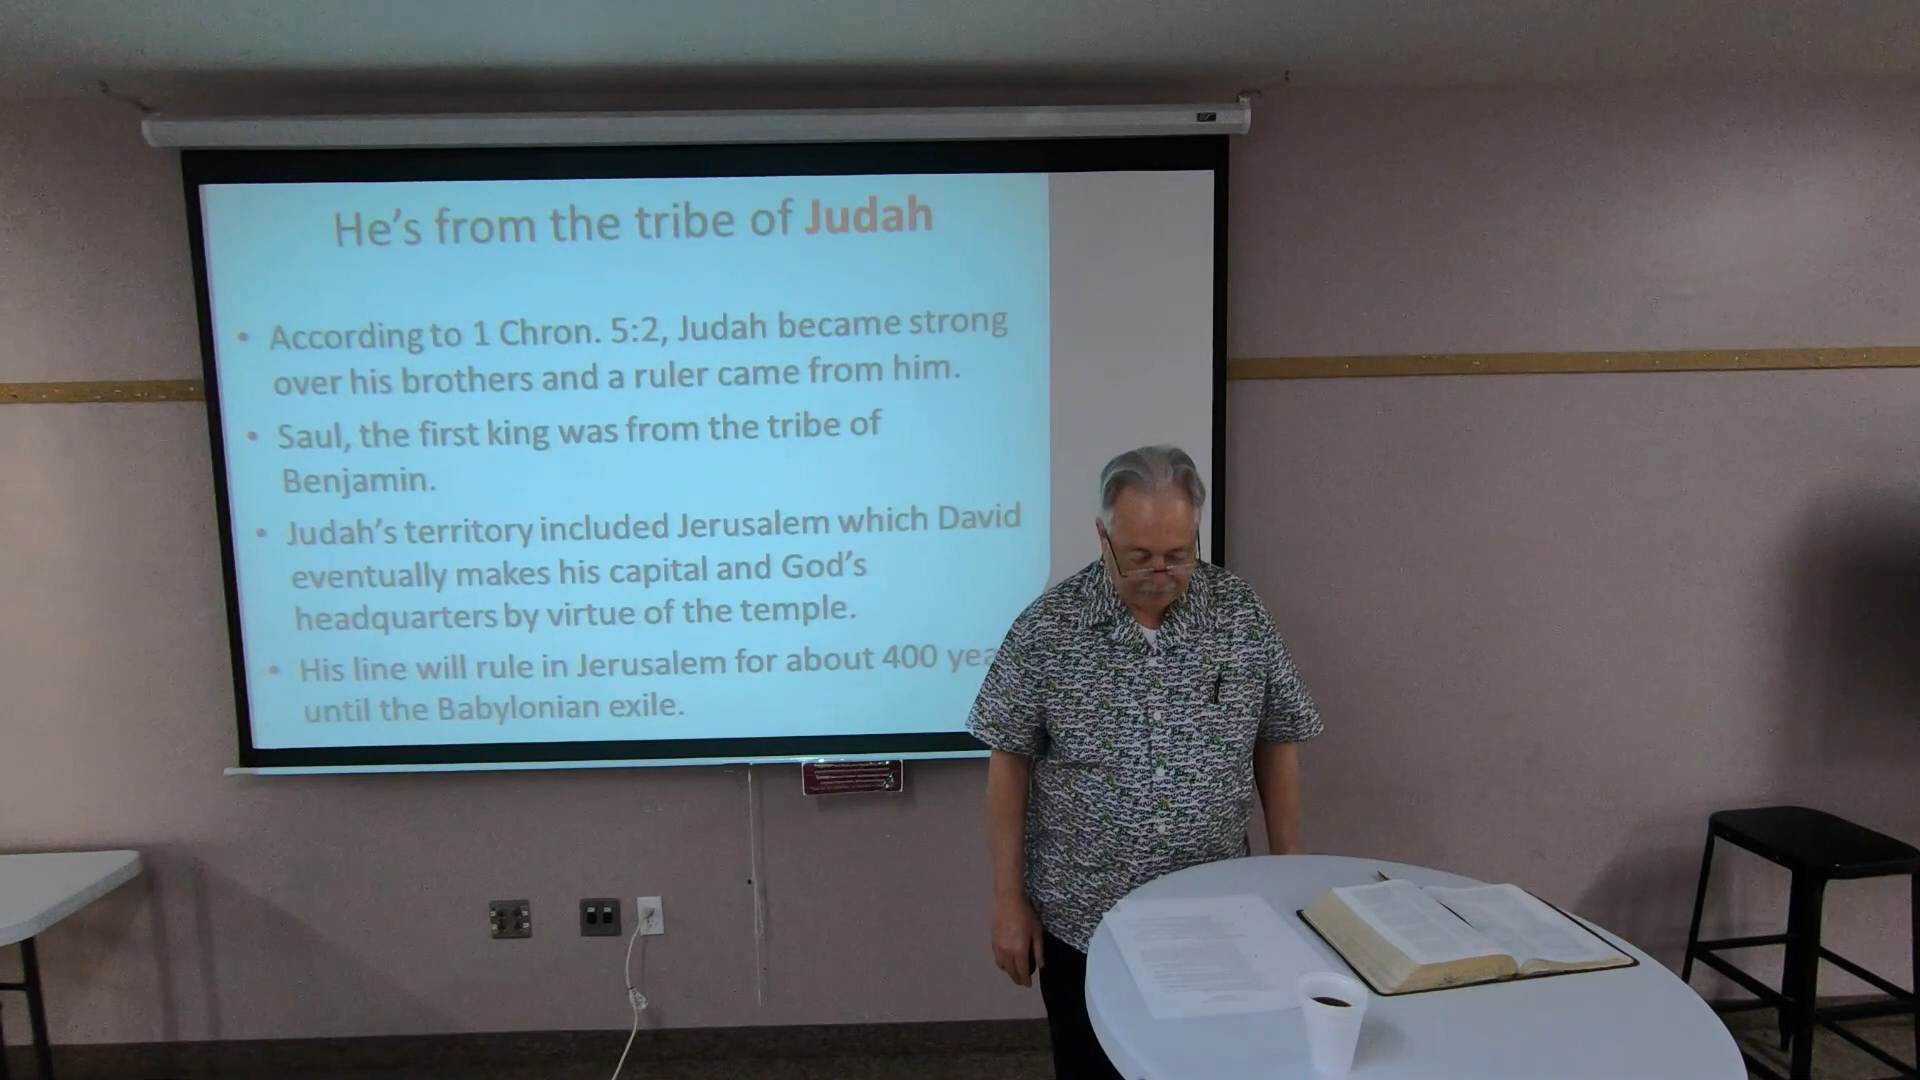 He's from the tribe of Judah
• According to 1 Chron. 5:2, Judah became strong
over his brothers and a ruler came from him.
• Saul, the first king was from the tribe of
Benjamin.
• Judah's territory included Jerusalem which David
eventually makes his capital and God's
headquarters by virtue of the temple.
• His line will rule in Jerusalem for about 400 yea
until the Babylonian exile.